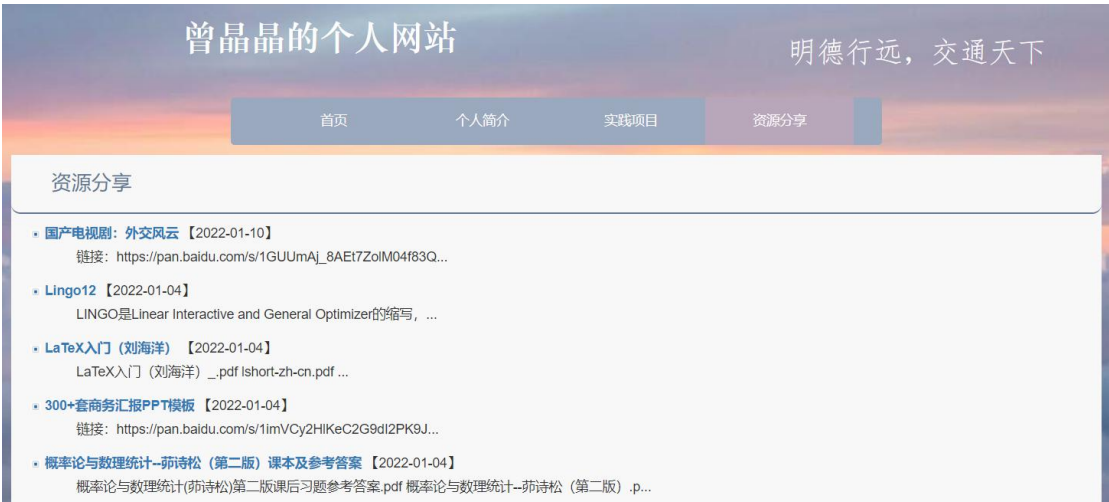 曾晶晶的个人网站
明德行远，交通天下
首页 个人简介 实践项目 资源分享
资源分享
国产电视剧：外交风云 【2022-01-10】
链接：https://pan.baidu.com/s/1GUUmAj_8AEt7ZolM04f83Q...
Lingo12 【2022-01-04】
LINGO是Linear Interactive and General Optimizer的缩写，...
LaTeX入门（刘海洋） 【2022-01-04】
LaTeX入门（刘海洋）_.pdf lshort-zh-cn.pdf ...
300+套商务汇报PPT模板 【2022-01-04】
链接：https://pan.baidu.com/s/1imVCy2HlKeC2G9dI2PK9J...
概率论与数理统计--茆诗松（第二版）课本及参考答案 【2022-01-04】
概率论与数理统计(茆诗松)第二版课后习题参考答案.pdf 概率论与数理统计--茆诗松（第二版）.p...